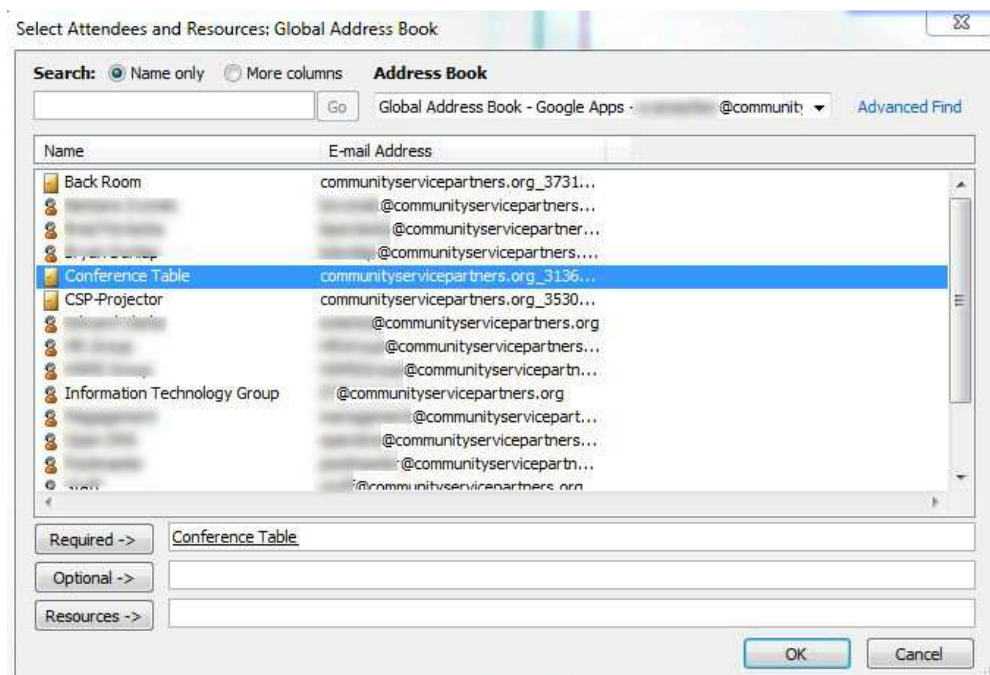 Select Attendees and Resources: Global Address Book
Search: Name only More columns Address Book
Go Global Address Book - Google Apps - @communit Advanced Find
Name E-mail Address
Back Room communityservicepartners.org_3731...
@communityservicepartners...
@communityservicepartner...
@communityservicepartners....
Conference Table communityservicepartners.org_3136...
CSP-Projector communityservicepartners.org_3530...
@communityservicepartners.org
@communityservicepartners...
@communityservicepartn...
Information Technology Group @communityservicepartners.org
@communityservicepart...
@communityservicepartners...
@communityservicepartn...
@communityservicepartners.org
Required -> Conference Table
Optional ->
Resources ->
OK Cancel